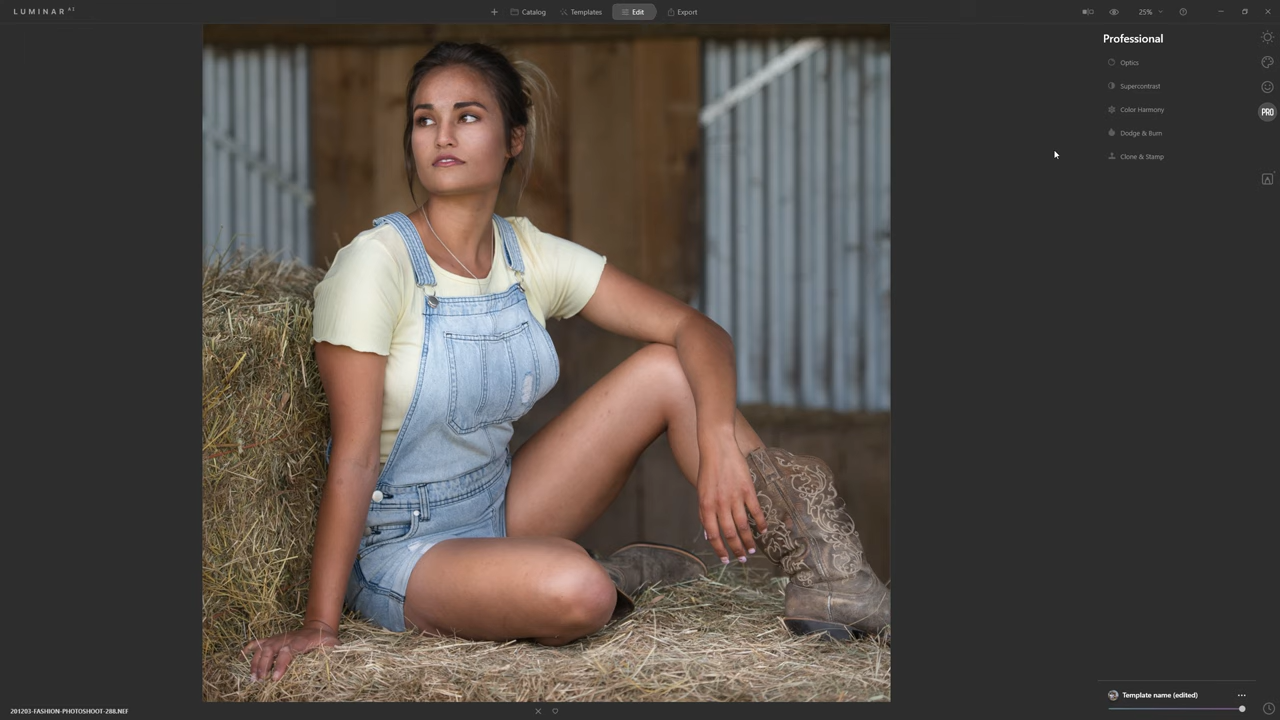 LUMINAR AI
Catalog
Templates
Edit
Export
25%
Professional
Optics
Supercontrast
Color Harmony
Dodge & Burn
Clone & Stamp
PRO
Template name (edited)
201203-FASHION-PHOTOSHOOT-288.NEF